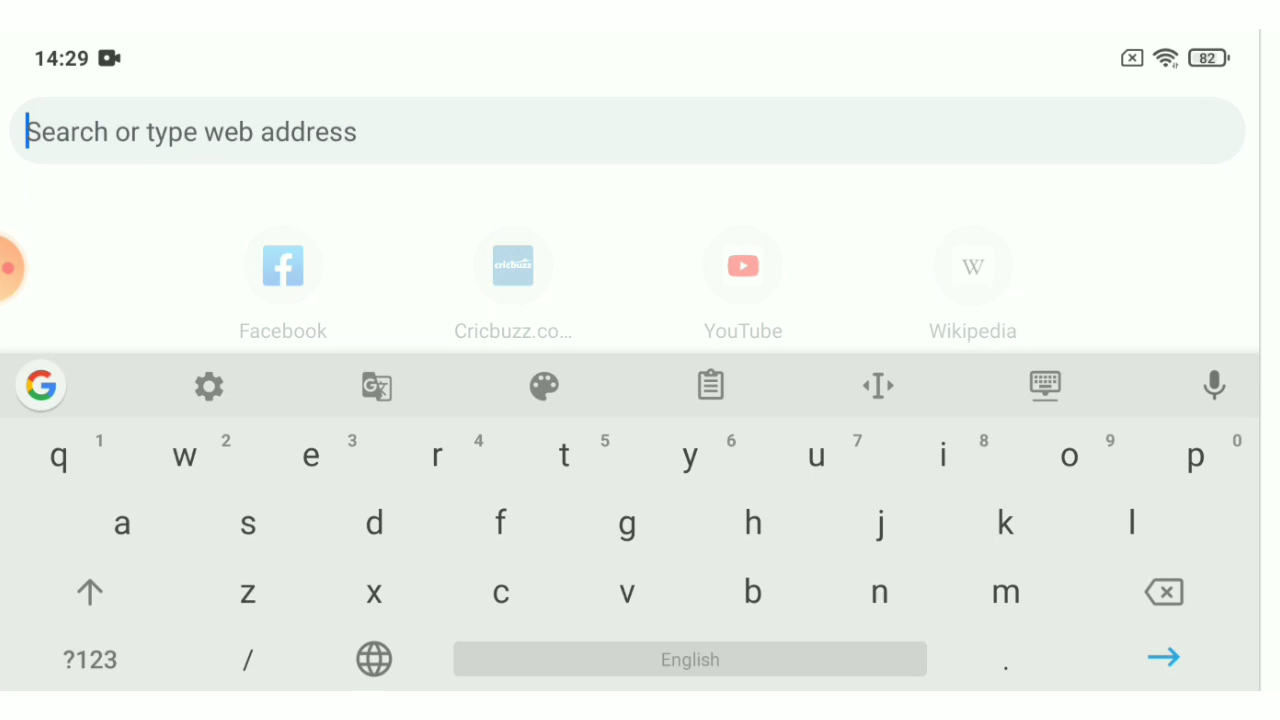 14:29 82
Search or type web address
cricbuzz W
Facebook Cricbuzz.co... YouTube Wikipedia
G G
q 1 w 2 e 3 r 4 t 5 y 6 u 7 i 8 o 9 p 0
a s d f g h j k l
z x c v b n m
?123 / English .